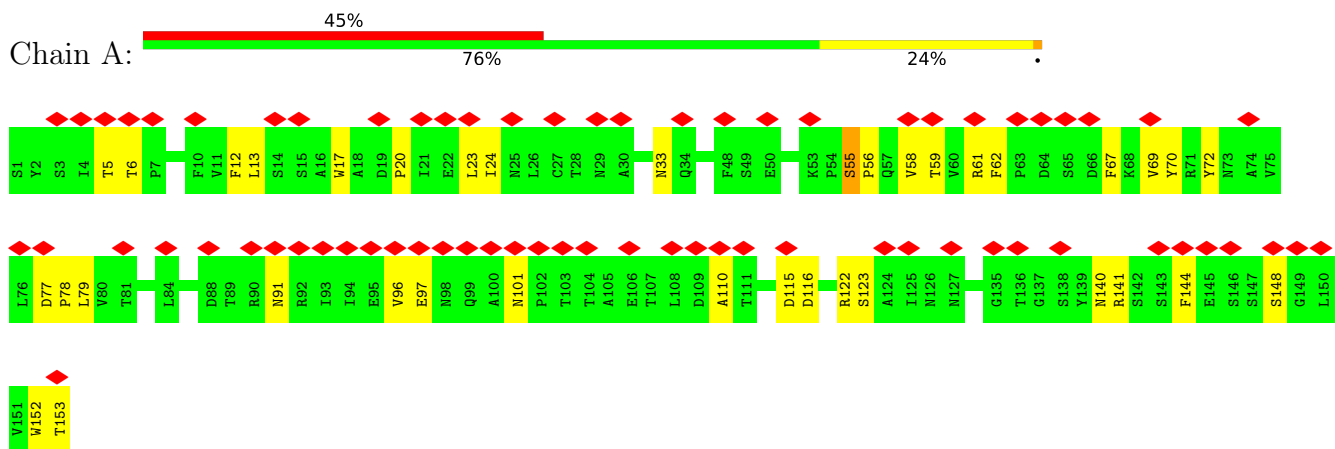 45%
Chain A:
76% 24% •
S1 Y2 S3 I4 T5 T6 P7 F10 V11 F12 L13 S14 S15 A16 W17 A18 D19 P20 I21 E22 L23 I24 N25 L26 C27 T28 N29 A30 N33 Q34 F48 S49 E50 K53 P54 S55 P56 Q57 V58 T59 V60 R61 F62 P63 D64 S65 D66 F67 K68 V69 Y70 R71 Y72 N73 A74 V75
L76 D77 P78 L79 V80 T81 L84 D88 T89 R90 N91 R92 I93 I94 E95 V96 E97 N98 Q99 A100 N101 P102 T103 T104 A105 E106 T107 L108 D109 A110 T111 D115 D116 R122 S123 A124 I125 N126 N127 G135 T136 G137 S138 Y139 N140 R141 S142 S143 F144 E145 S146 S147 S148 G149 L150
V151 W152 T153